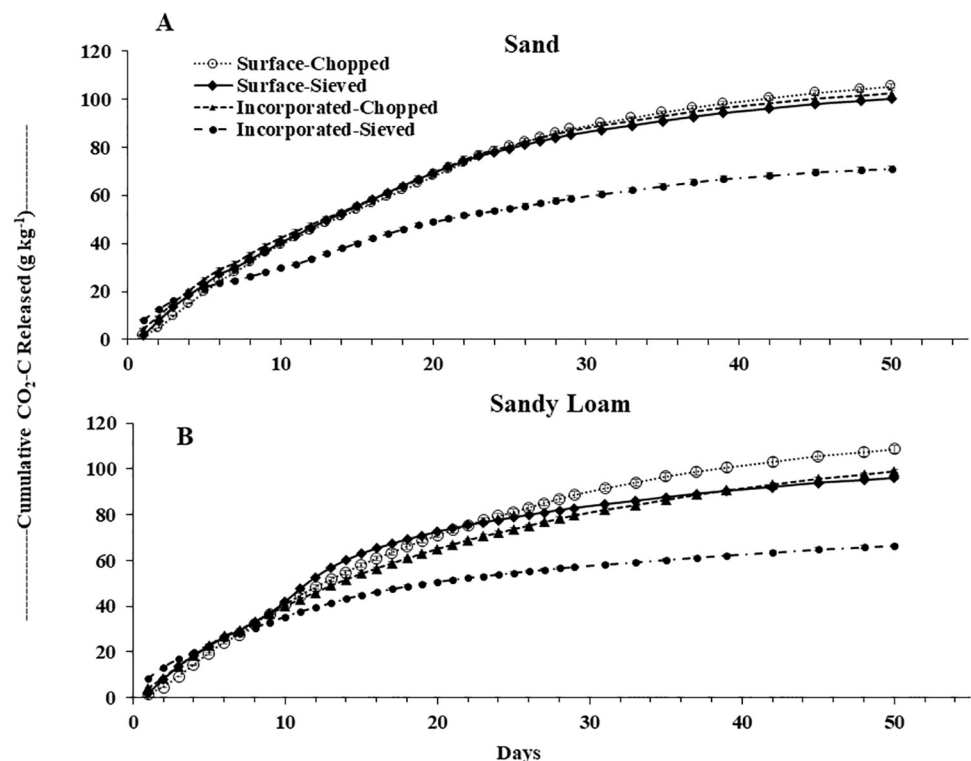 A
Sand
120
100
80
60
40
20
0
Surface-Chopped
Surface-Sieved
Incorporated-Chopped
Incorporated-Sieved
0 10 20 30 40 50
--------------------Cumulative CO₂-C Released (g kg⁻¹)--------------------
Sandy Loam
B
120
100
80
60
40
20
0
0 10 20 30 40 50
Days